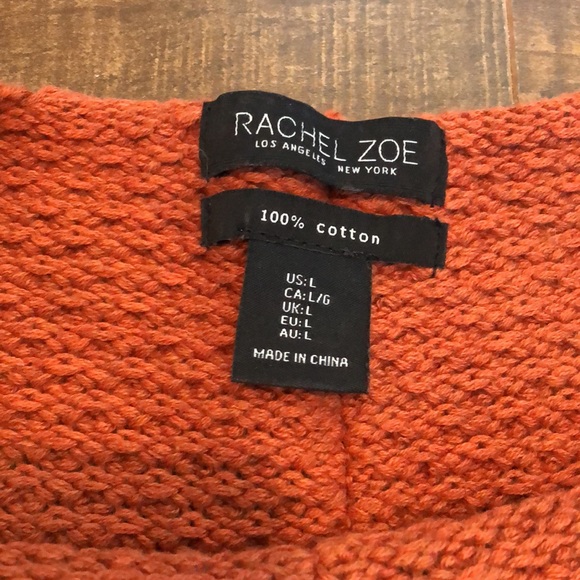 RACHEL ZOE
LOS ANGELES NEW YORK
100% cotton
US: L
CA: L/G
UK: L
EU: L
AU: L
MADE IN CHINA